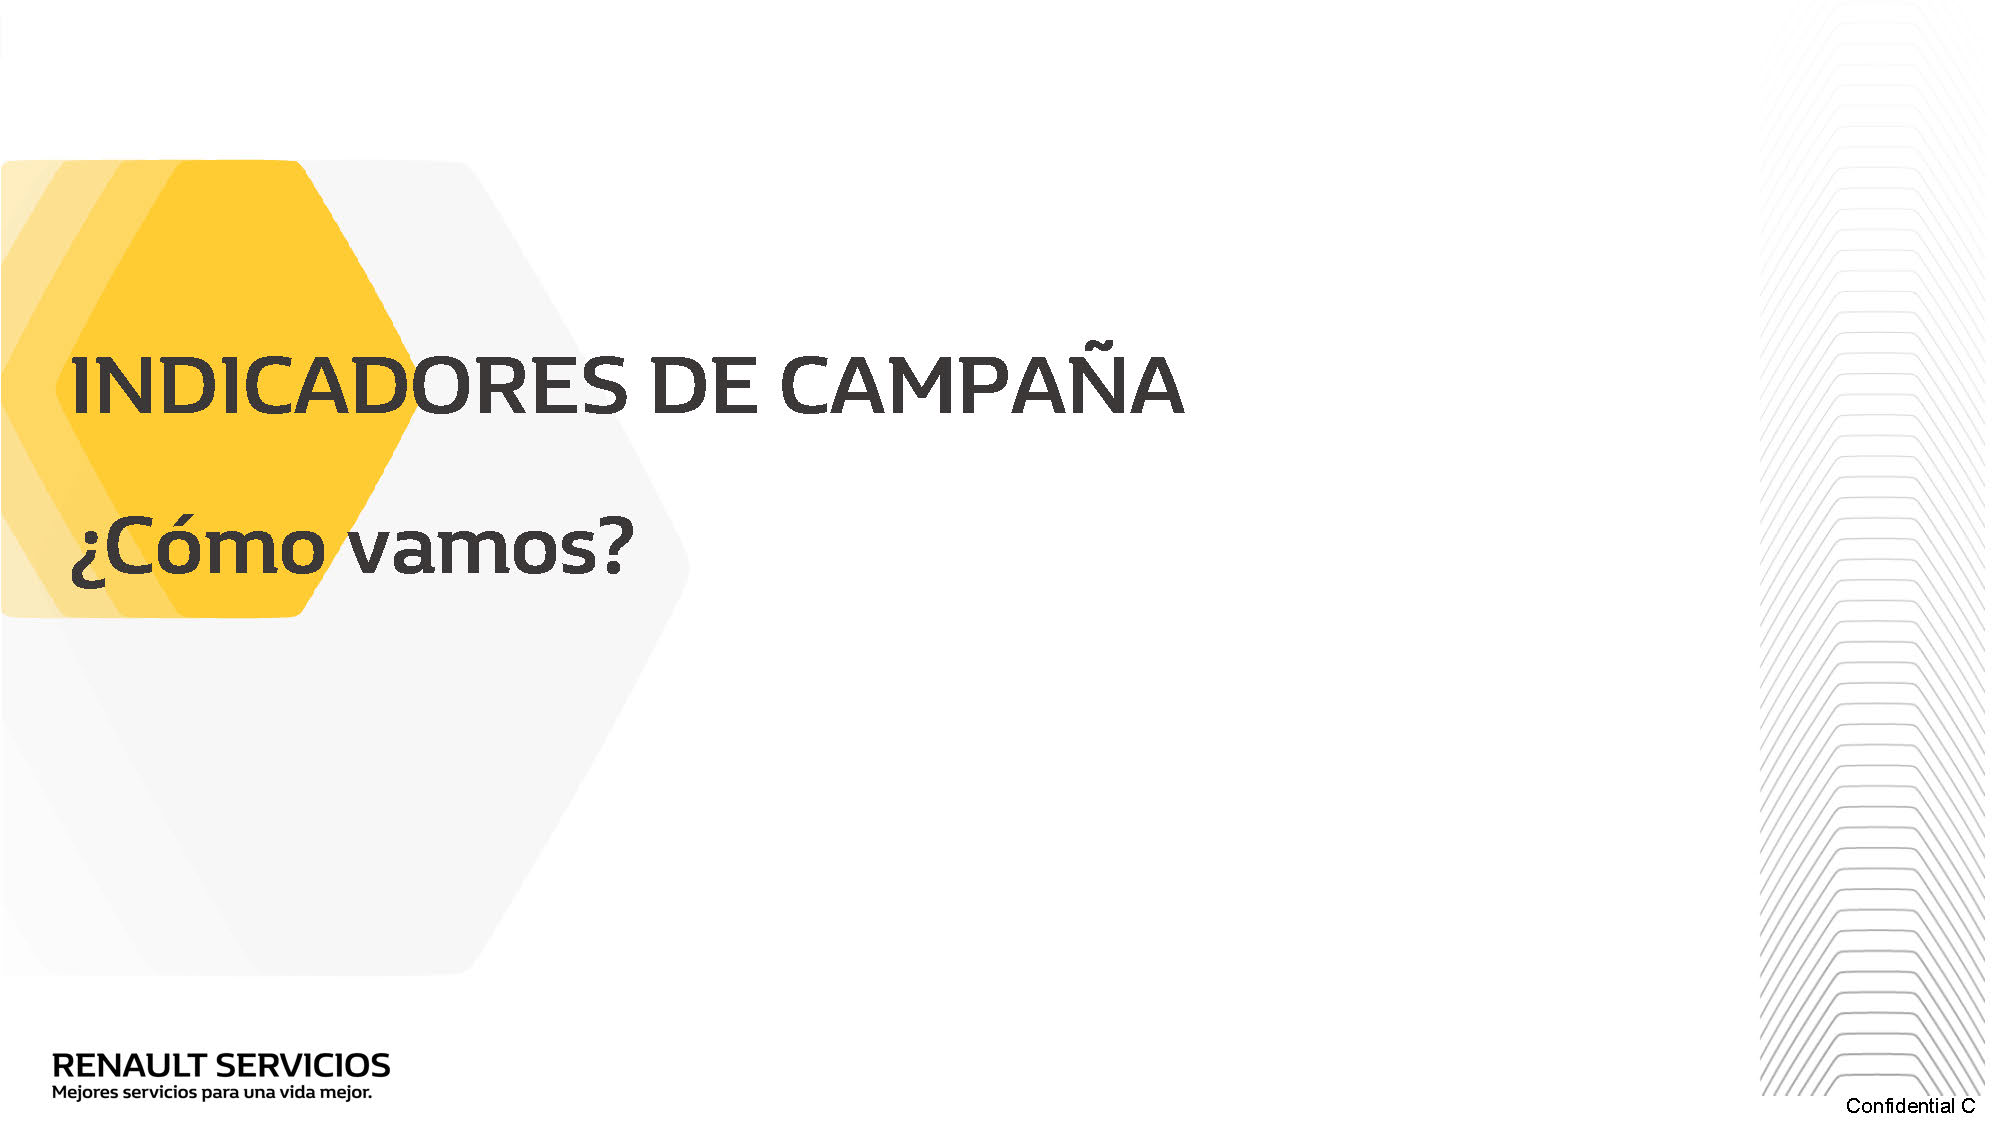 INDICADORES DE CAMPAÑA
¿Cómo vamos?
RENAULT SERVICIOS
Mejores servicios para una vida mejor.
Confidential C